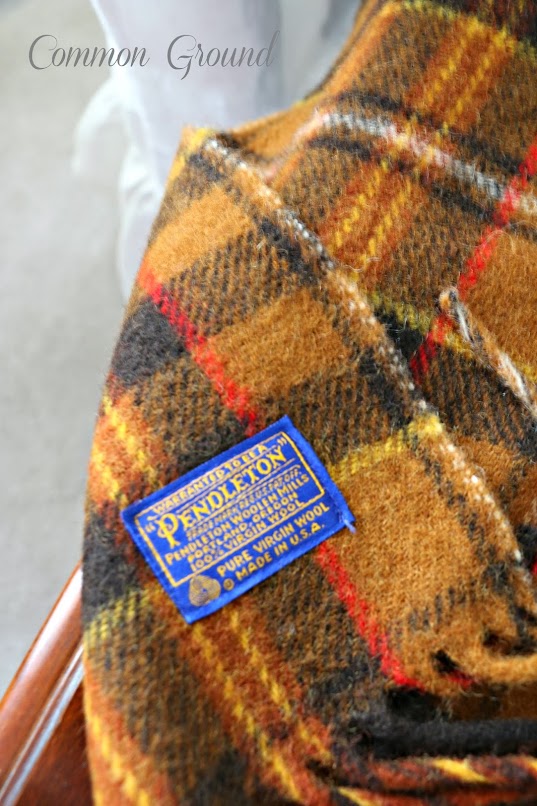 Common Ground
WARRANTED TO BE A
"PENDLETON"
PENDLETON WOOLEN MILLS
PORTLAND, OREGON
100% VIRGIN WOOL
PURE VIRGIN WOOL
® MADE IN U.S.A.